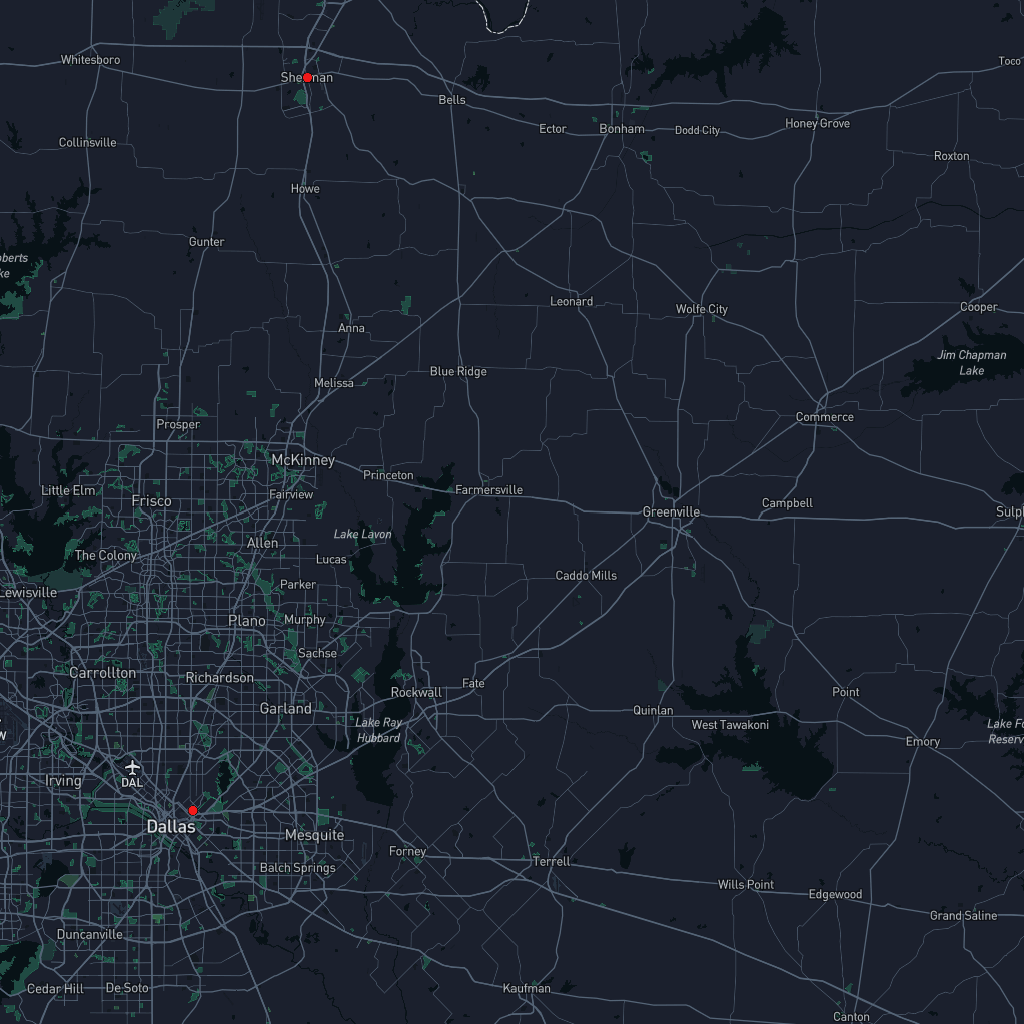 Whitesboro
Toco
Sherman
Bells
Ector
Bonham
Dodd City
Honey Grove
Collinsville
Roxton
Howe
Gunter
Leonard
Wolfe City
Cooper
Anna
Jim Chapman
Lake
Blue Ridge
Melissa
Commerce
Prosper
McKinney
Princeton
Farmersville
Little Elm
Frisco
Fairview
Campbell
Greenville
Lake Lavon
Allen
The Colony
Lucas
Caddo Mills
Parker
Lewisville
Plano
Murphy
Sachse
Carrollton
Richardson
Fate
Rockwall
Point
Garland
Quinlan
Lake Ray
Hubbard
West Tawakoni
Emory
Irving
DAL
Dallas
Mesquite
Forney
Terrell
Balch Springs
Wills Point
Edgewood
Grand Saline
Duncanville
Cedar Hill
De Soto
Kaufman
Canton